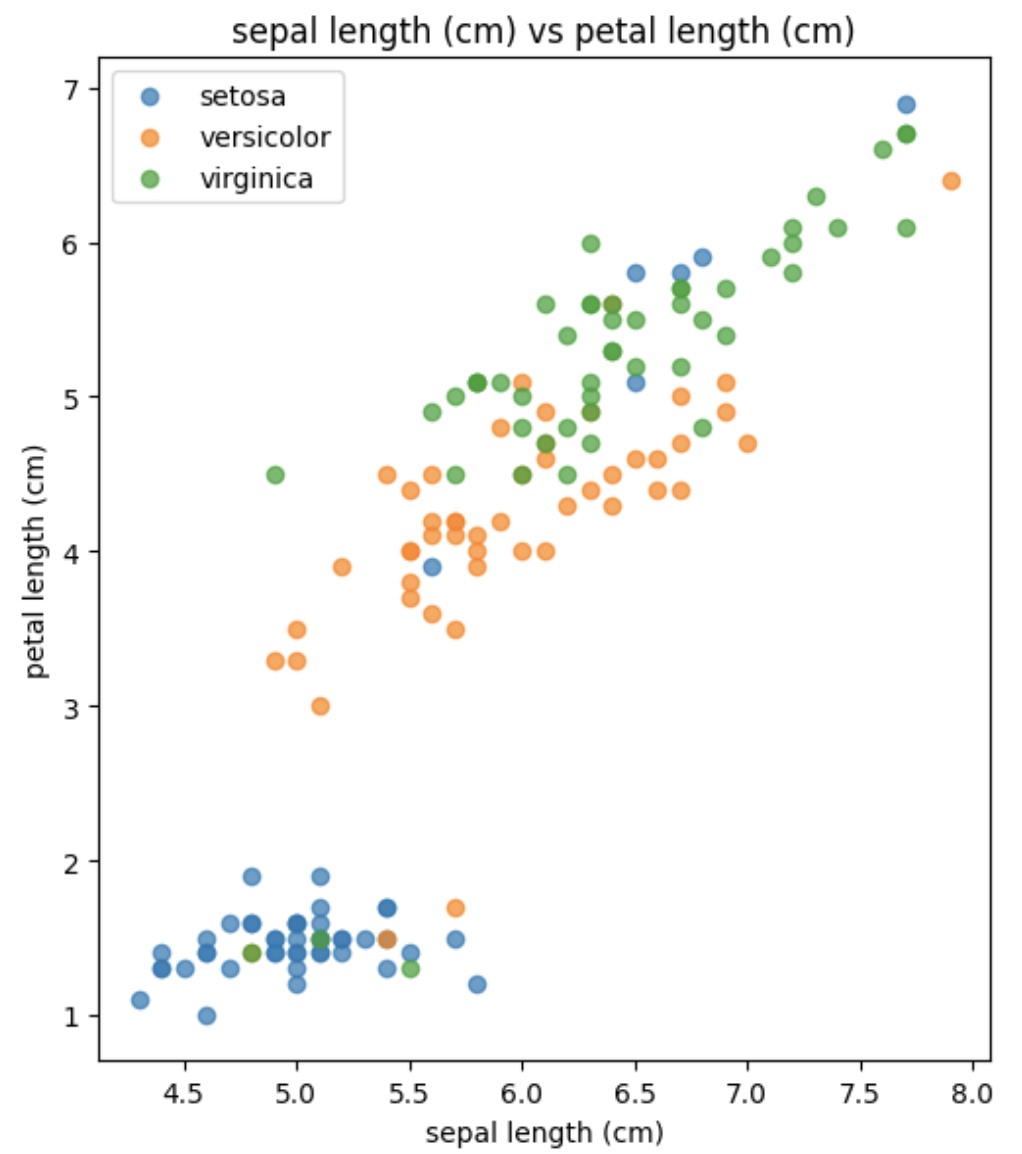 sepal length (cm) vs petal length (cm)
setosa
versicolor
virginica
7
6
5
4
3
2
1
petal length (cm)
4.5 5.0 5.5 6.0 6.5 7.0 7.5 8.0
sepal length (cm)